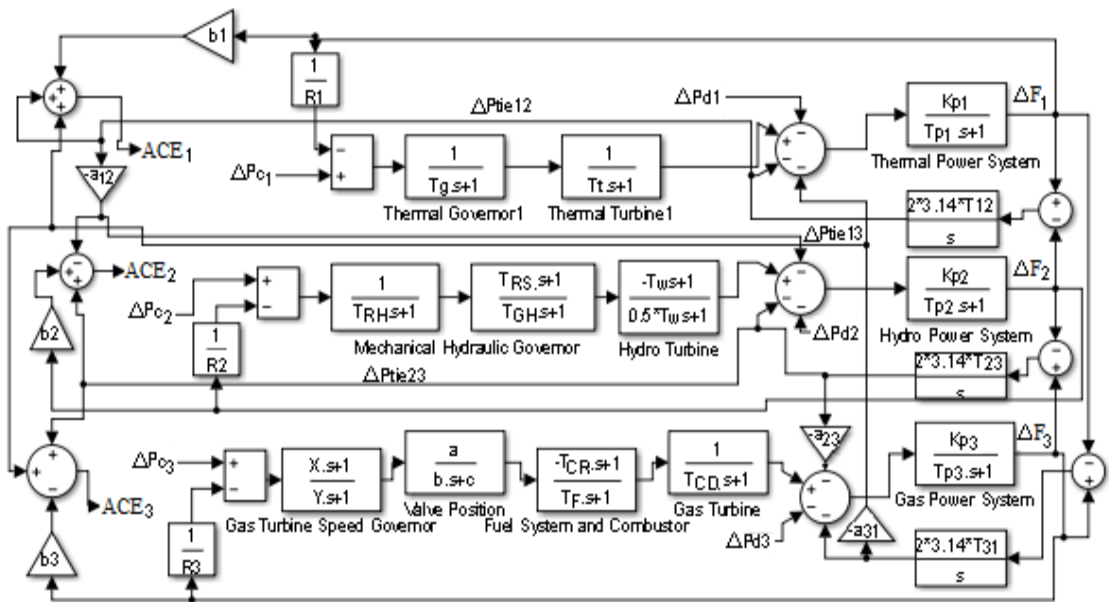 b1
1
R1
ΔPtie12
ΔPd1
Kp1
Tp1.s+1
ΔF1
Thermal Power System
ACE1
-a12
ΔPc1
-
+
1
Tg.s+1
Thermal Governor1
1
Tt.s+1
Thermal Turbine1
2*3.14*T12
s
ΔPtie13
ACE2
ΔPc2
+
-
1
TRH.s+1
TRS.s+1
TGH.s+1
Mechanical Hydraulic Governor
-Tw.s+1
0.5*Tw.s+1
Hydro Turbine
ΔPd2
Kp2
Tp2.s+1
ΔF2
Hydro Power System
b2
1
R2
ΔPtie23
2*3.14*T23
s
-a23
ΔPc3
+
-
X.s+1
Y.s+1
Gas Turbine Speed Governor
a
b.s+c
Valve Position
-TCR.s+1
TF.s+1
Fuel System and Combustor
1
TCD.s+1
Gas Turbine
Kp3
Tp3.s+1
ΔF3
Gas Power System
ACE3
ΔPd3
-a31
b3
1
R3
2*3.14*T31
s